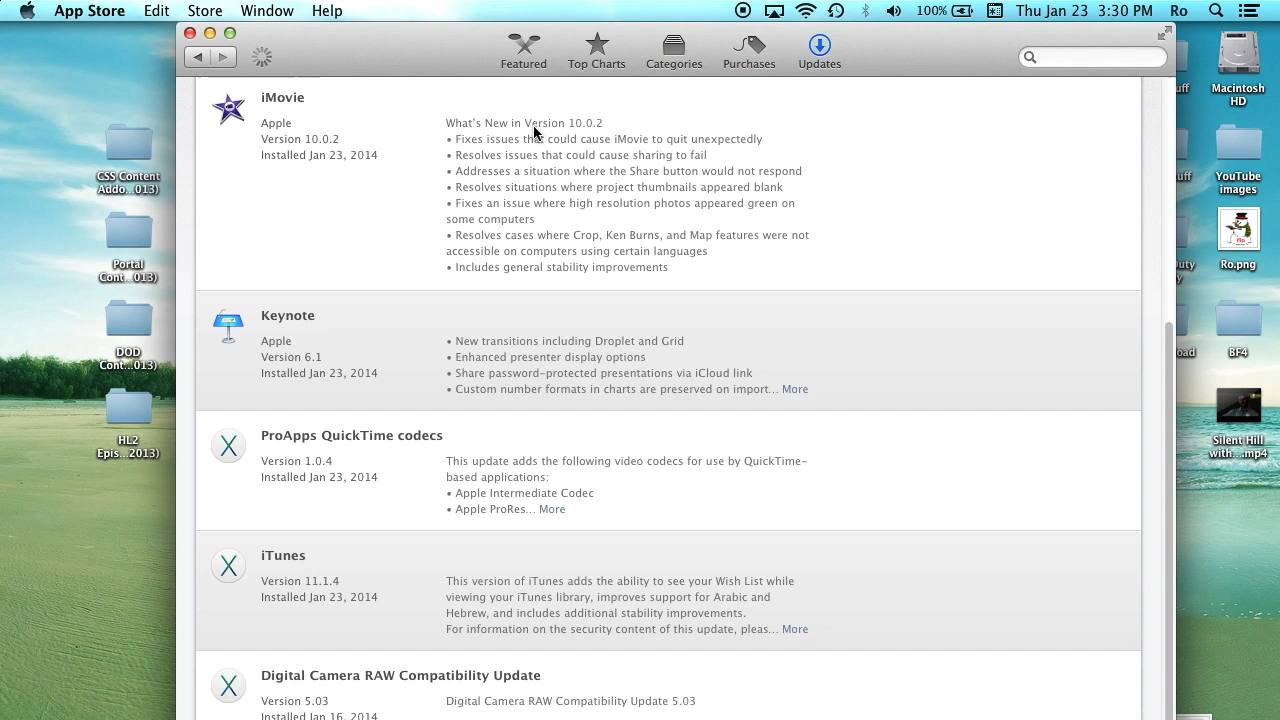 App Store Edit Store Window Help 100% Thu Jan 23 3:30 PM Ro
Featured Top Charts Categories Purchases Updates
iMovie
Apple
Version 10.0.2
Installed Jan 23, 2014
What's New in Version 10.0.2
• Fixes issues that could cause iMovie to quit unexpectedly
• Resolves issues that could cause sharing to fail
• Addresses a situation where the Share button would not respond
• Resolves situations where project thumbnails appeared blank
• Fixes an issue where high resolution photos appeared green on
some computers
• Resolves cases where Crop, Ken Burns, and Map features were not
accessible on computers using certain languages
• Includes general stability improvements
Keynote
Apple
Version 6.1
Installed Jan 23, 2014
• New transitions including Droplet and Grid
• Enhanced presenter display options
• Share password-protected presentations via iCloud link
• Custom number formats in charts are preserved on import... More
ProApps QuickTime codecs
Version 1.0.4
Installed Jan 23, 2014
This update adds the following video codecs for use by QuickTime-
based applications:
• Apple Intermediate Codec
• Apple ProRes... More
iTunes
Version 11.1.4
Installed Jan 23, 2014
This version of iTunes adds the ability to see your Wish List while
viewing your iTunes library, improves support for Arabic and
Hebrew, and includes additional stability improvements.
For information on the security content of this update, pleas... More
Digital Camera RAW Compatibility Update
Version 5.03
Installed Jan 16, 2014
Digital Camera RAW Compatibility Update 5.03
CSS Content
Addo...013)
Portal
Cont...013)
DOD
Cont...013)
HL2
Epis...2013)
Macintosh
HD
YouTube
images
flo
Ro.png
BF4
Silent Hill
with....mp4
uff
uff
Duty
y
oad